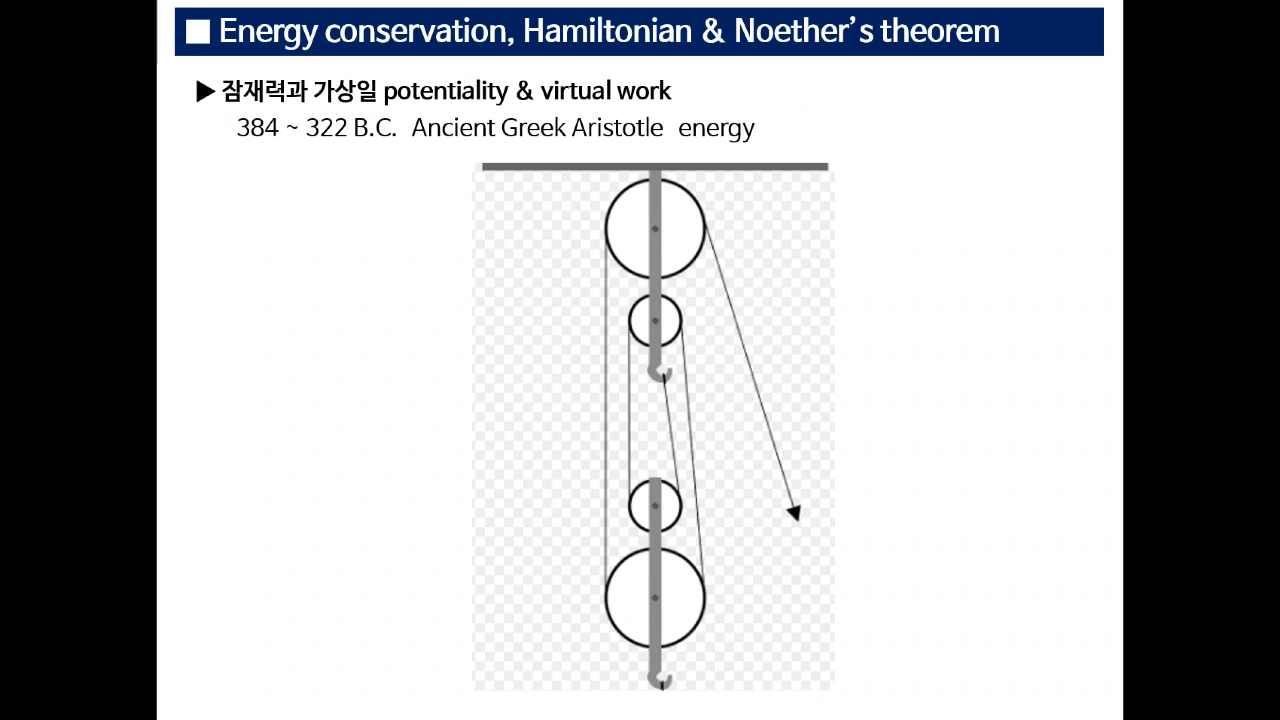 ■ Energy conservation, Hamiltonian & Noether’s theorem
▶ 잠재력과 가상일 potentiality & virtual work
384 ~ 322 B.C. Ancient Greek Aristotle energy